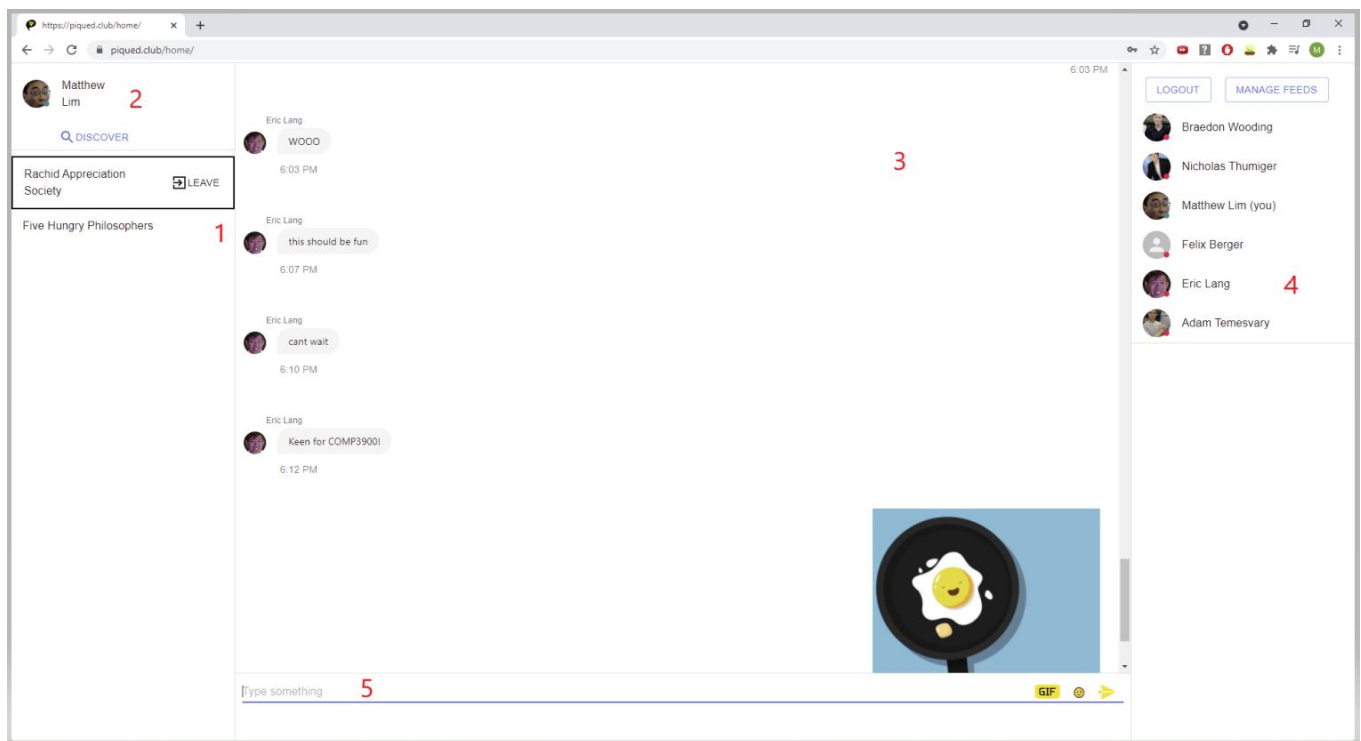 https://piqued.club/home/
piqued.club/home/
M
Matthew
Lim
2
DISCOVER
Rachid Appreciation
Society
LEAVE
Five Hungry Philosophers
1
6:03 PM
Eric Lang
WOOO
6:03 PM
3
Eric Lang
this should be fun
6:07 PM
Eric Lang
cant wait
6:10 PM
Eric Lang
Keen for COMP3900!
6:12 PM
Type something
5
GIF
LOGOUT
MANAGE FEEDS
Braedon Wooding
Nicholas Thumiger
Matthew Lim (you)
Felix Berger
Eric Lang
4
Adam Temesvary